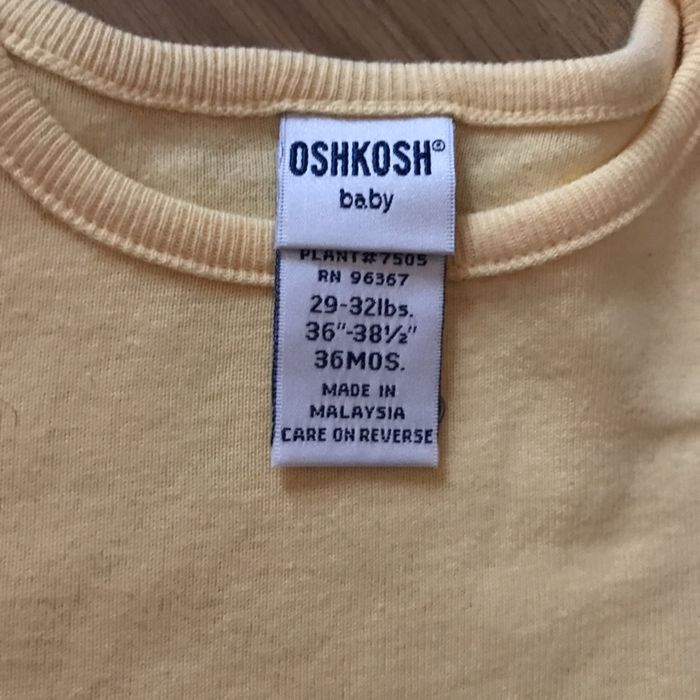 OSHKOSH®
baby
PLANT#7505
RN 96367
29-32lbs.
36"-38½"
36MOS.
MADE IN
MALAYSIA
CARE ON REVERSE